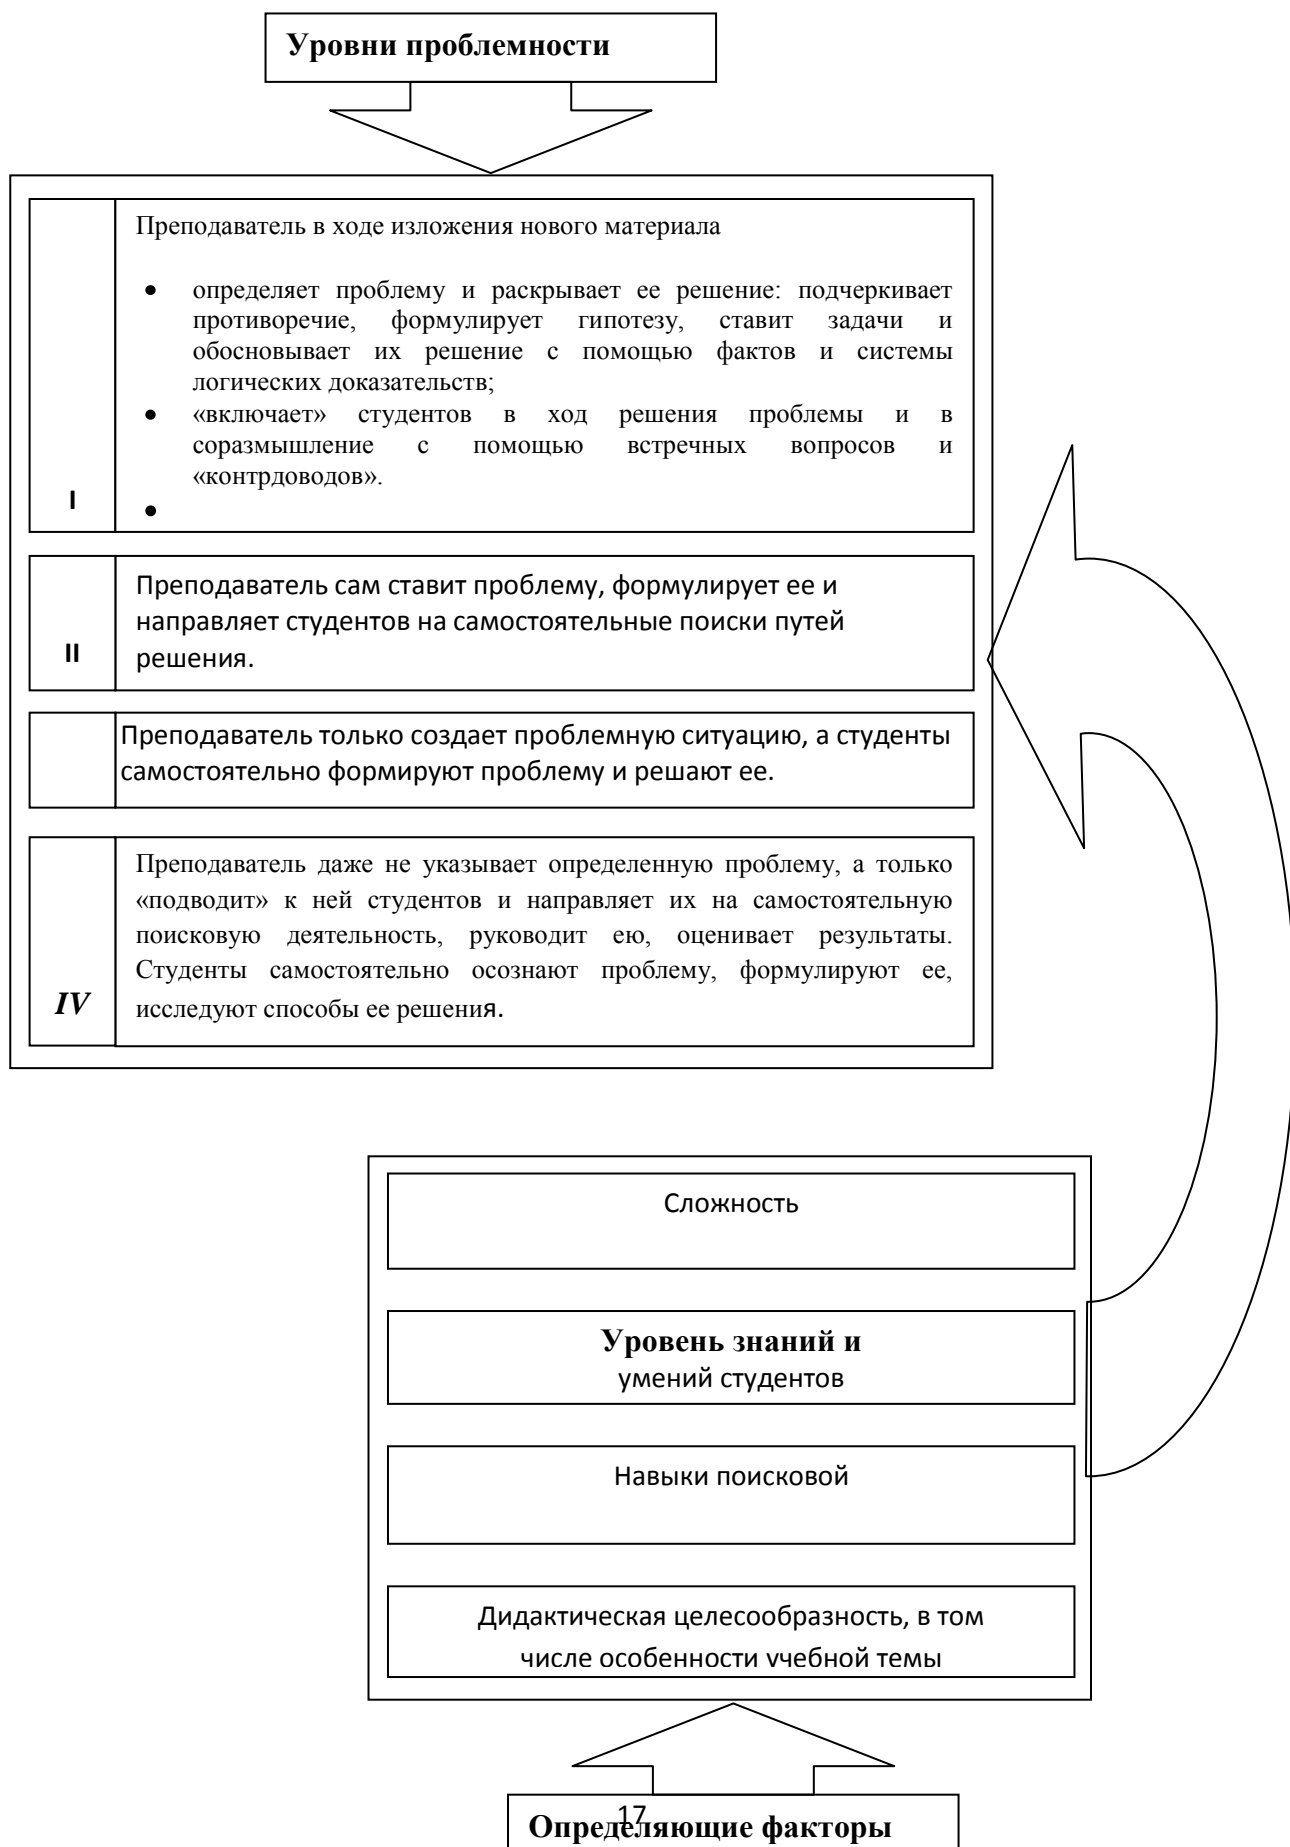 Уровни проблемности
Преподаватель в ходе изложения нового материала
• определяет проблему и раскрывает ее решение: подчеркивает
противоречие, формулирует гипотезу, ставит задачи и
обосновывает их решение с помощью фактов и системы
логических доказательств;
• «включает» студентов в ход решения проблемы и в
соразмышление с помощью встречных вопросов и
«контрдоводов».
•
I
Преподаватель сам ставит проблему, формулирует ее и
направляет студентов на самостоятельные поиски путей
решения.
II
Преподаватель только создает проблемную ситуацию, а студенты
самостоятельно формируют проблему и решают ее.
Преподаватель даже не указывает определенную проблему, а только
«подводит» к ней студентов и направляет их на самостоятельную
поисковую деятельность, руководит ею, оценивает результаты.
Студенты самостоятельно осознают проблему, формулируют ее,
исследуют способы ее решения.
IV
Сложность
Уровень знаний и
умений студентов
Навыки поисковой
Дидактическая целесообразность, в том
числе особенности учебной темы
17
Определяющие факторы